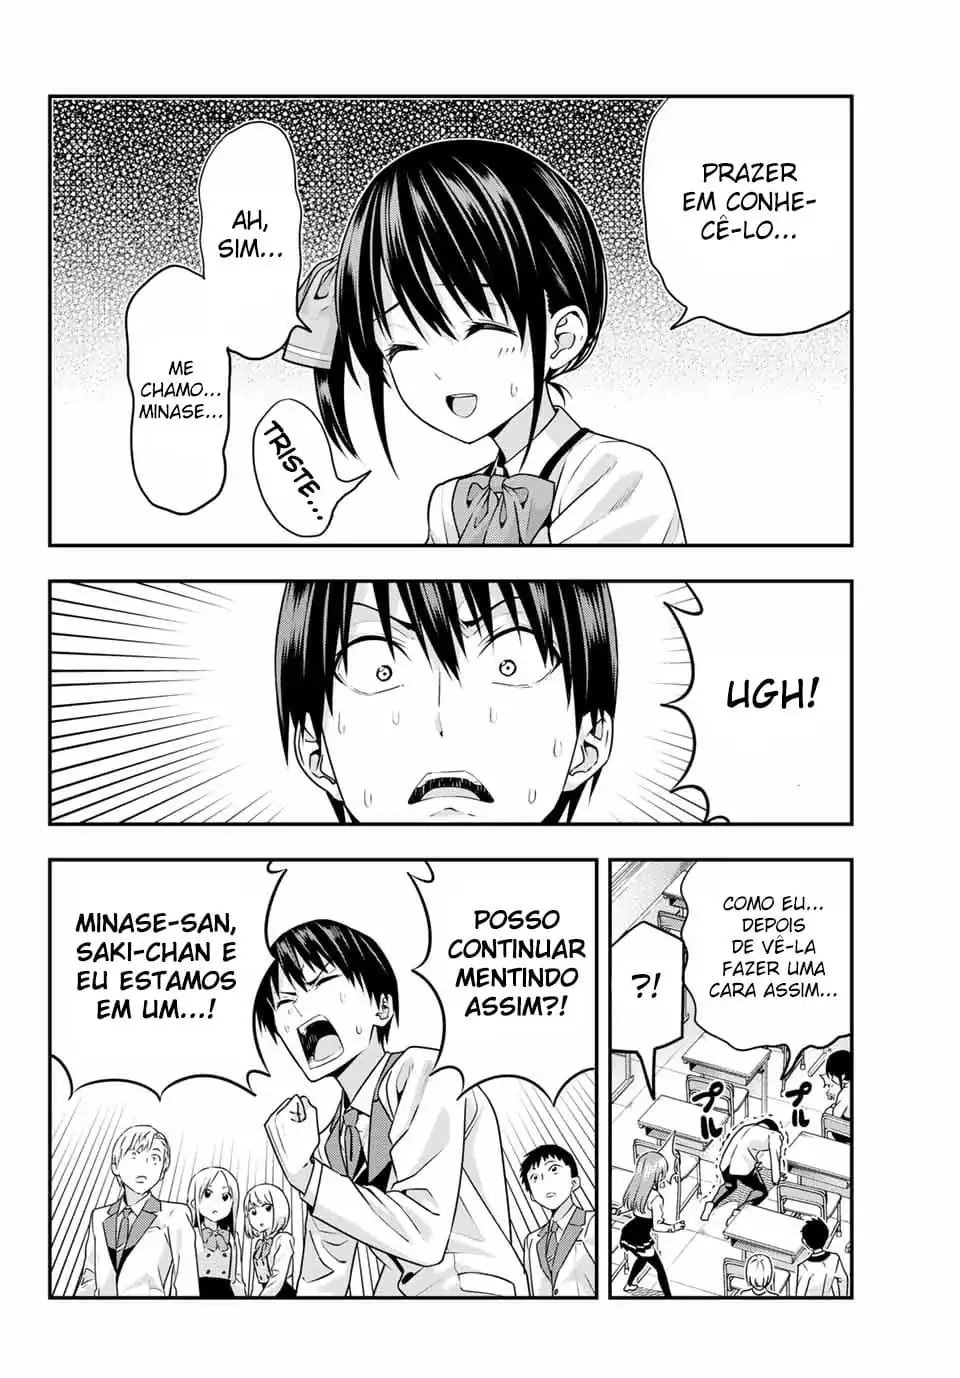 PRAZER
EM CONHE-
CÊ-LO...
AH,
SIM...
ME
CHAMO...
MINASE...
TRISTE...
UGH!
COMO EU...
DEPOIS
DE VÊ-LA
FAZER UMA
CARA ASSIM...
?!
プル
プル
POSSO
CONTINUAR
MENTINDO
ASSIM?!
MINASE-SAN,
SAKI-CHAN E
EU ESTAMOS
EM UM...!